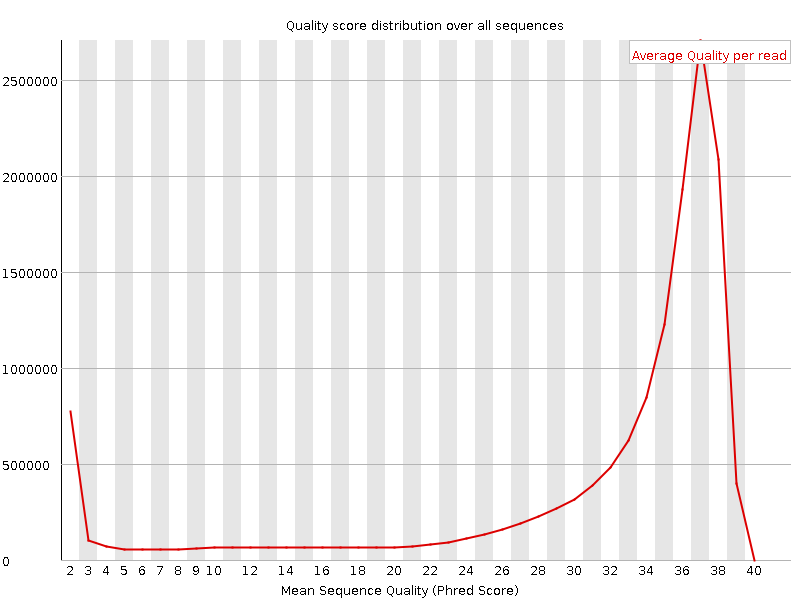 Quality score distribution over all sequences
Average Quality per read
2500000
2000000
1500000
1000000
500000
0
2 3 4 5 6 7 8 9 10 12 14 16 18 20 22 24 26 28 30 32 34 36 38 40
Mean Sequence Quality (Phred Score)